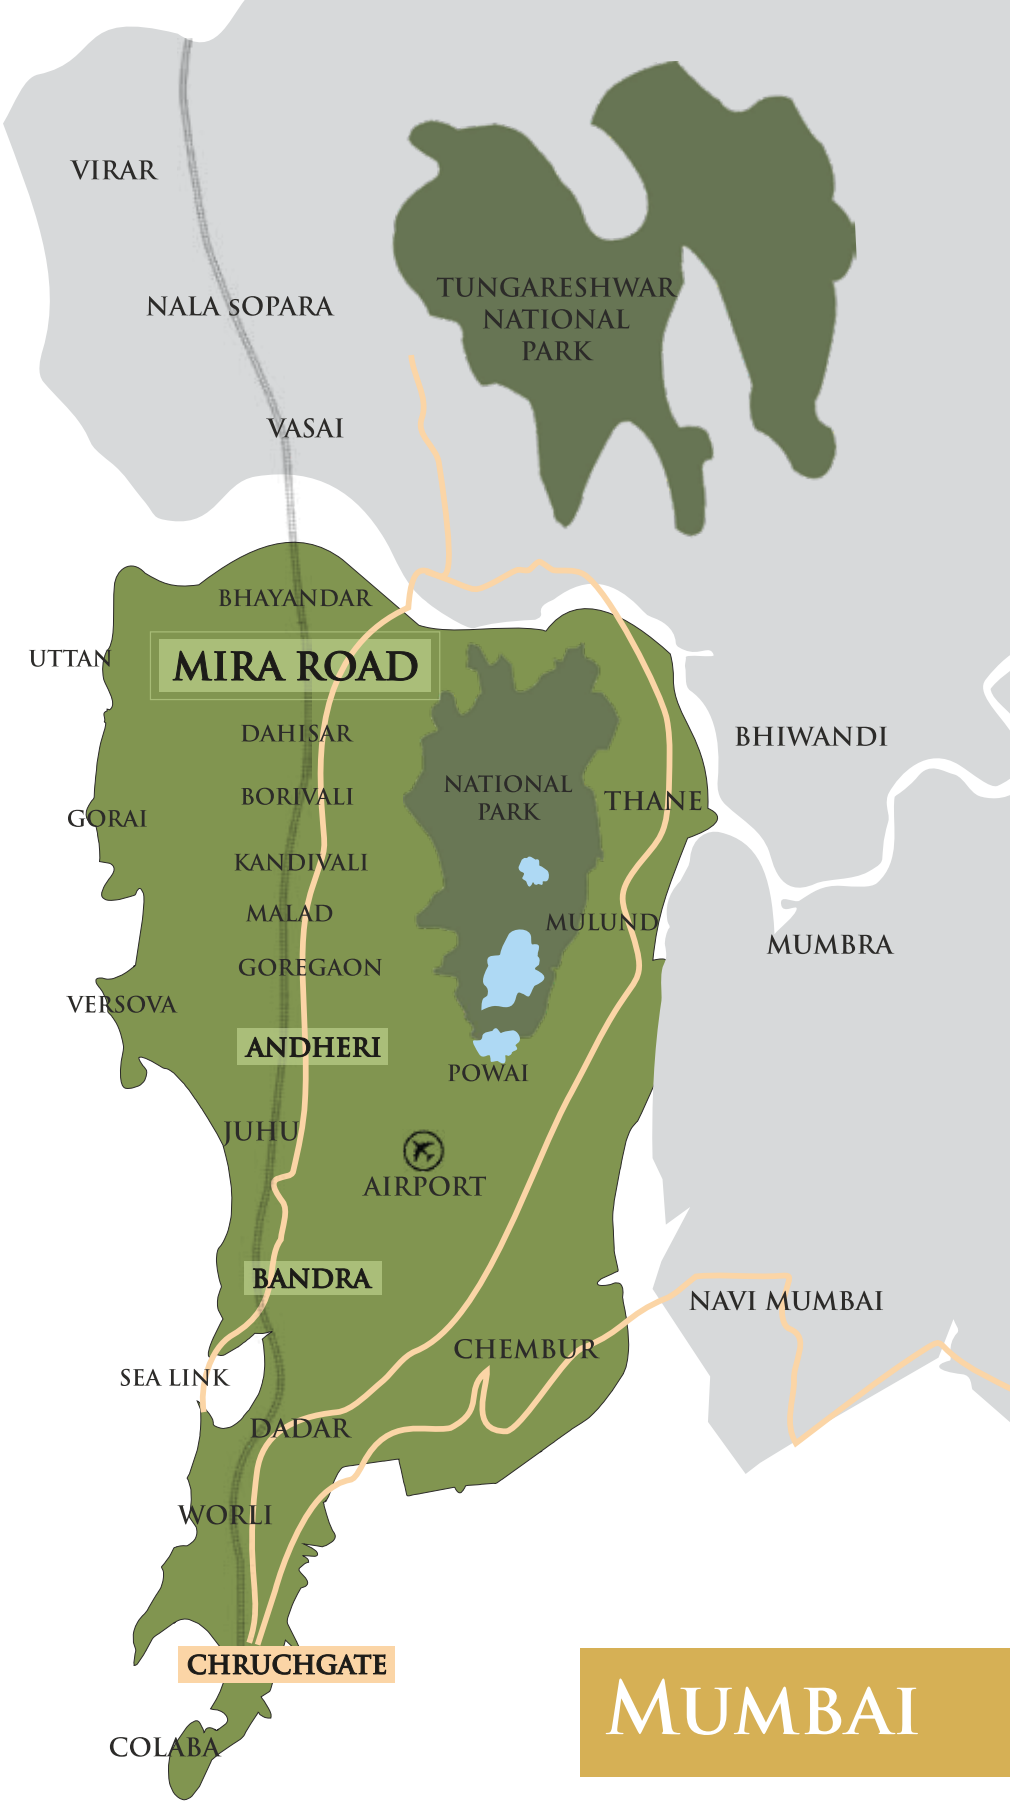 VIRAR
NALA SOPARA
TUNGARESHWAR
NATIONAL
PARK
VASAI
BHAYANDAR
UTTAN
MIRA ROAD
DAHISAR
BHIWANDI
NATIONAL
PARK
BORIVALI
THANE
GORAI
KANDIVALI
MALAD
MULUND
MUMBRA
GOREGAON
VERSOVA
ANDHERI
POWAI
JUHU
AIRPORT
BANDRA
NAVI MUMBAI
CHEMBUR
SEA LINK
DADAR
WORLI
CHRUCHGATE
MUMBAI
COLABA